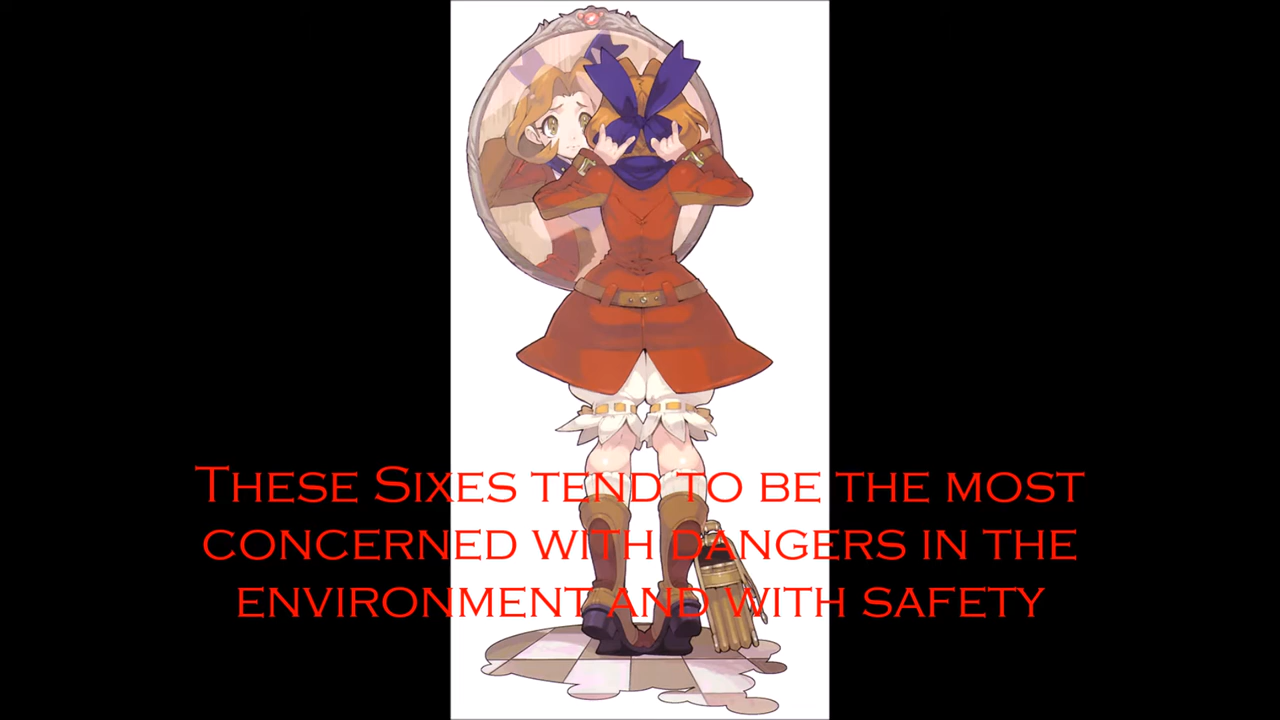 These Sixes tend to be the most
concerned with dangers in the
environment and with safety